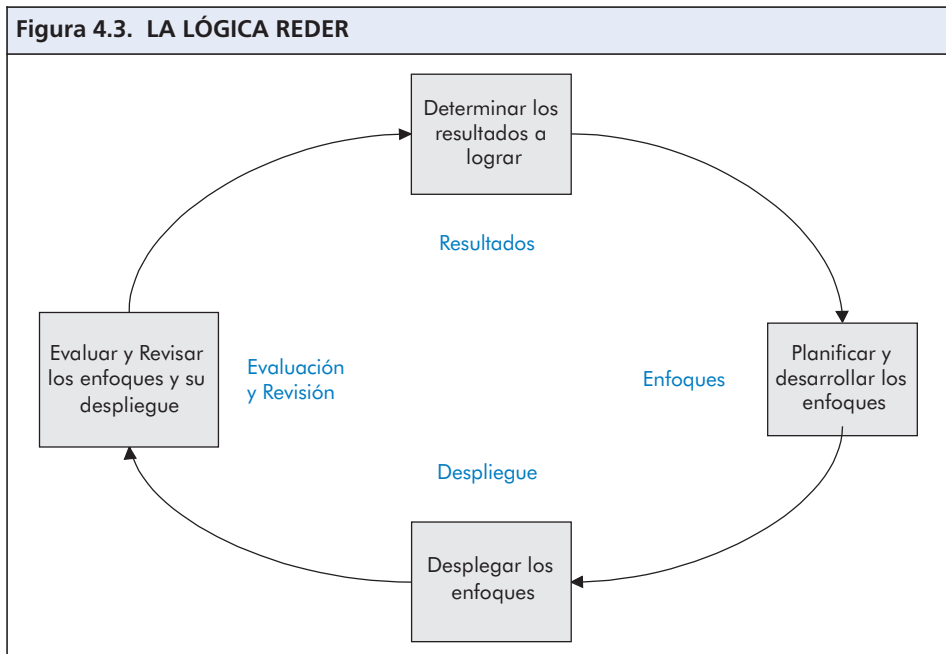 Figura 4.3. LA LÓGICA REDER
Determinar los
resultados a
lograr
Resultados
Evaluar y Revisar
los enfoques y su
despliegue
Evaluación
y Revisión
Enfoques
Planificar y
desarrollar los
enfoques
Despliegue
Desplegar los
enfoques